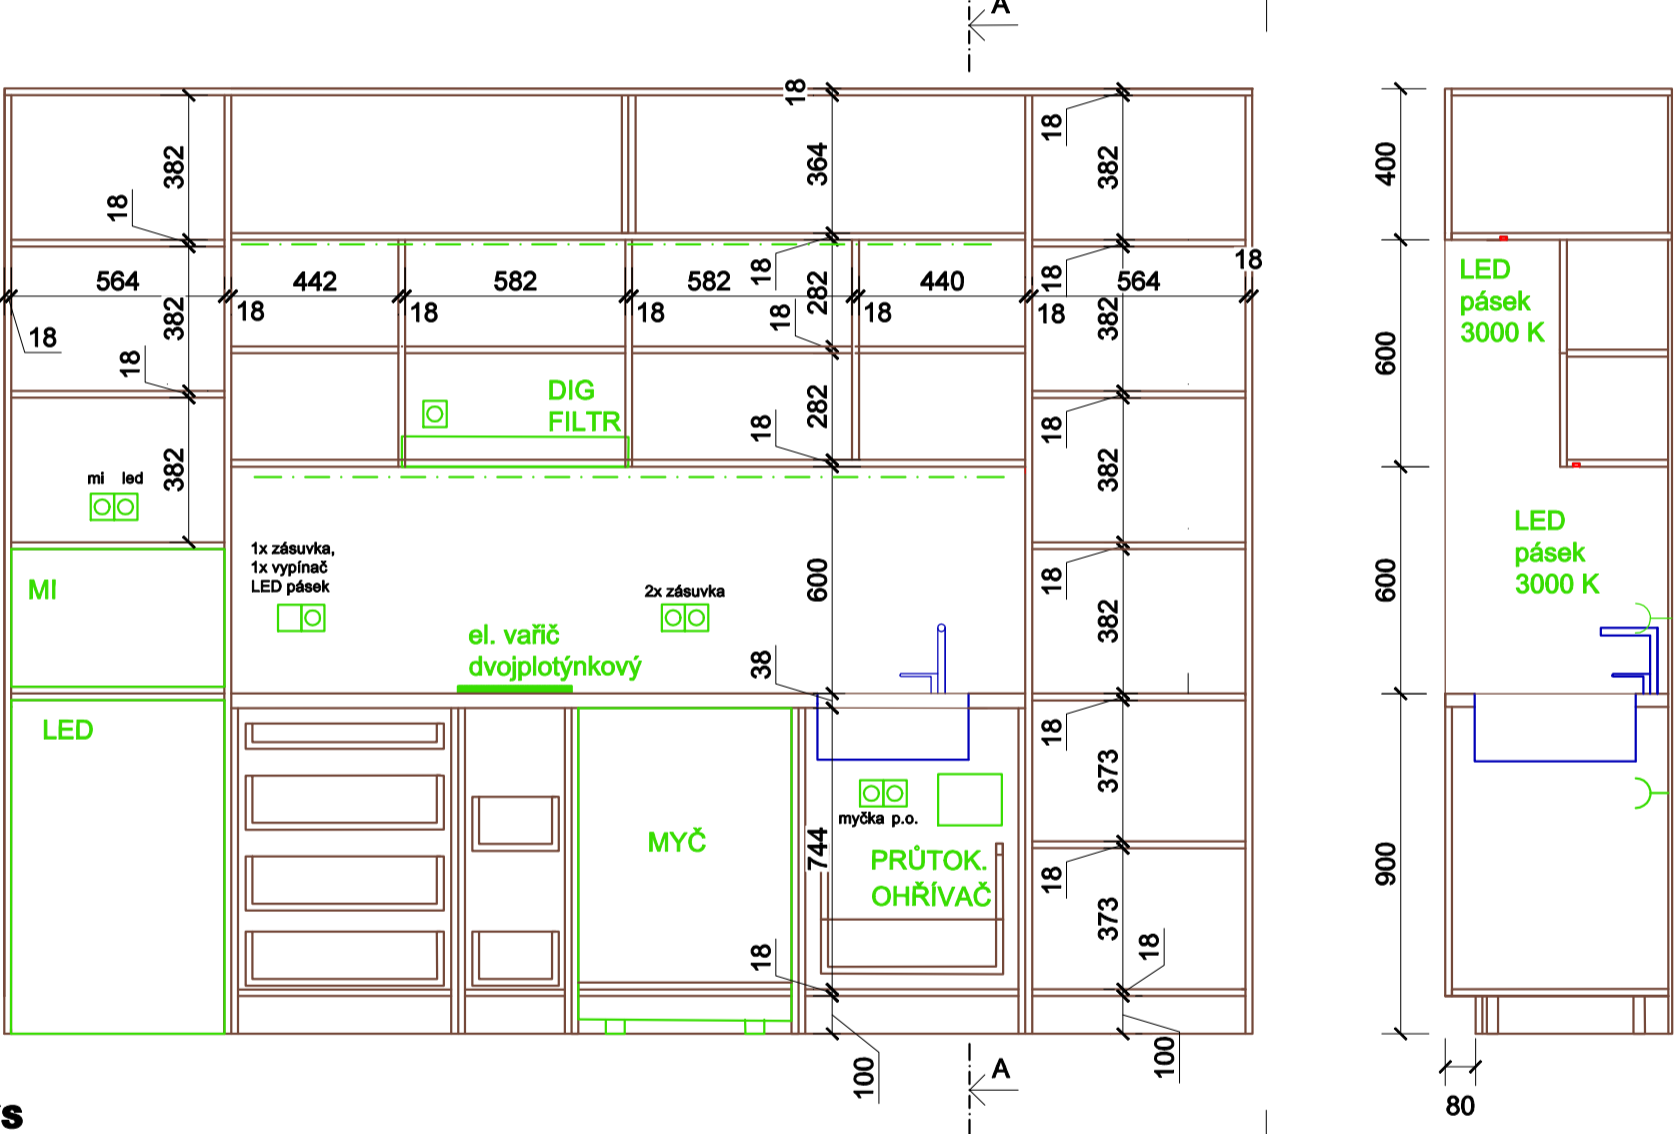 A
18
18
382
364
18
382
400
18
18
18
18
564
442
582
282
582
440
564
382
382
18
18
18
18
18
18
18
18
LED
pásek
3000 K
600
DIG
FILTR
282
18
18
382
382
mi led
LED
pásek
3000 K
1x zásuvka,
1x vypínač
LED pásek
MI
2x zásuvka
600
18
382
600
el. vařič
dvojplotýnkový
38
LED
18
373
myčka p.o.
MYČ
744
PRŮTOK.
OHŘÍVAČ
18
900
373
18
18
100
100
A
80
s